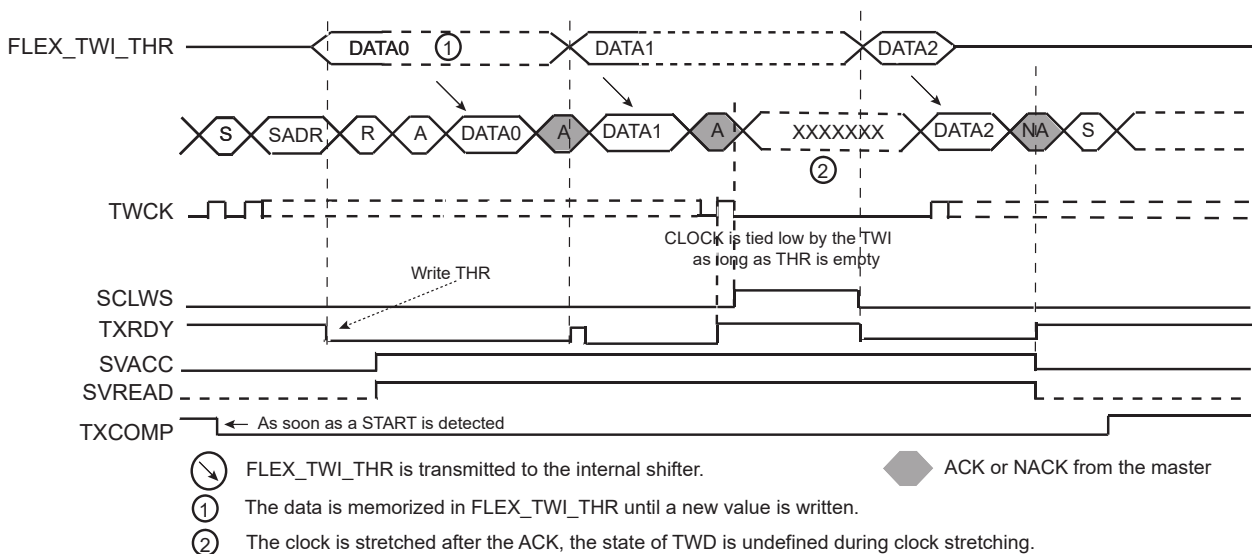 FLEX_TWI_THR DATA0 1 DATA1 DATA2
S SADR R A DATA0 A DATA1 A XXXXXXX DATA2 NA S
2
TWCK
CLOCK is tied low by the TWI
as long as THR is empty
Write THR
SCLWS
TXRDY
SVACC
SVREAD
TXCOMP As soon as a START is detected
FLEX_TWI_THR is transmitted to the internal shifter. ACK or NACK from the master
1 The data is memorized in FLEX_TWI_THR until a new value is written.
2 The clock is stretched after the ACK, the state of TWD is undefined during clock stretching.